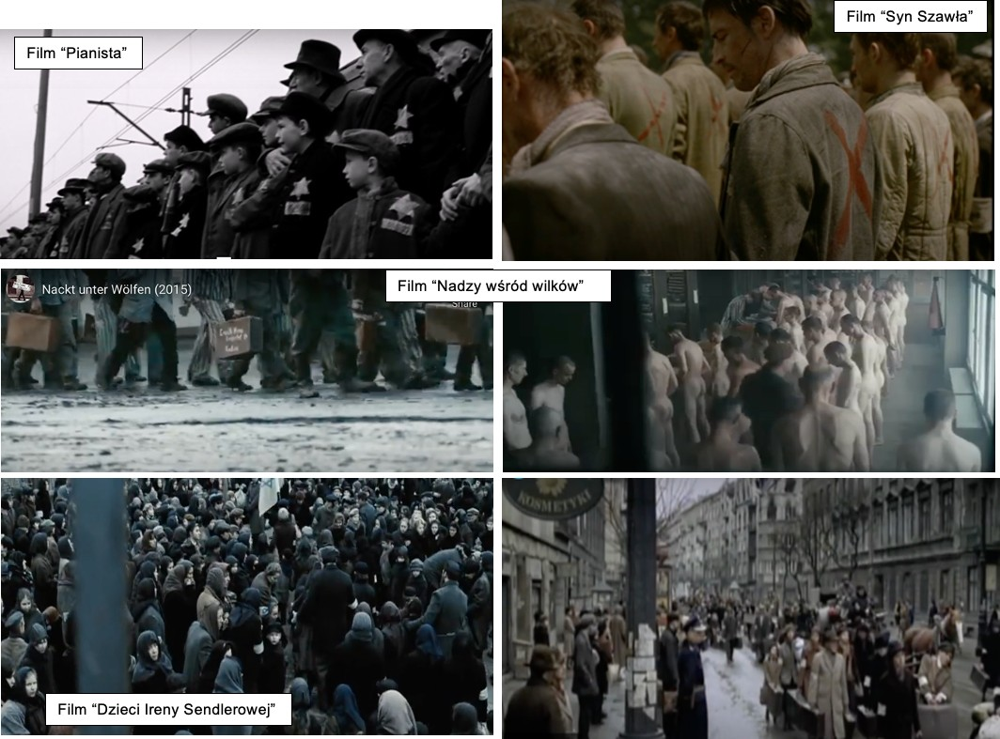 Film “Pianista”
Film “Syn Szawła”
Nackt unter Wölfen (2015)
Share
Film “Nadzy wśród wilków”
KOSMETYKI
Film “Dzieci Ireny Sendlerowej”